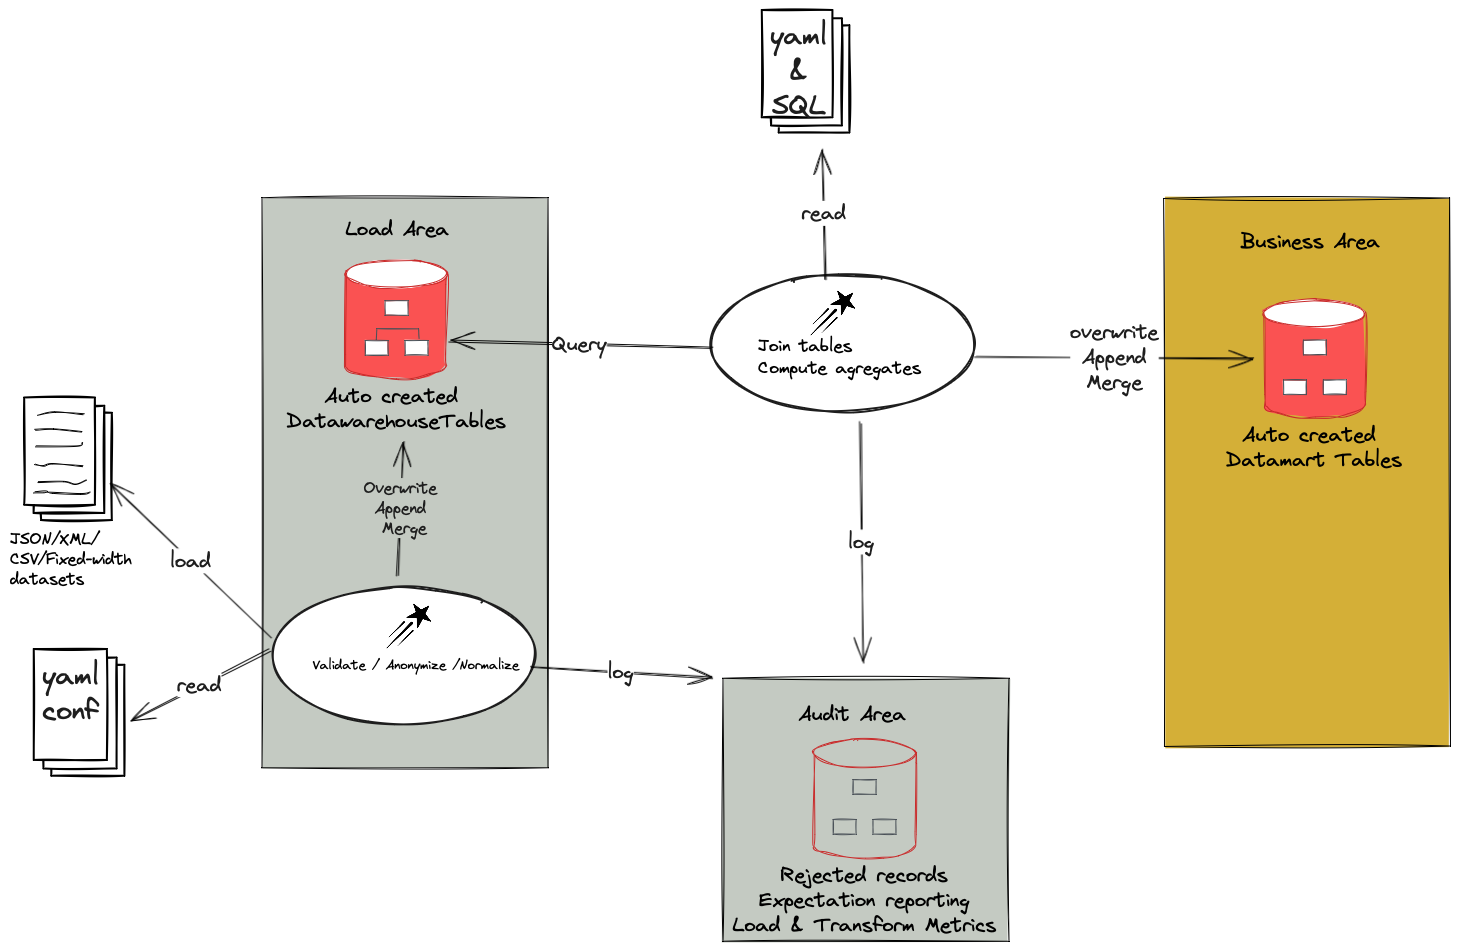 yaml
&
SQL
read
Load Area
Business Area
Query
Join tables
Compute agregates
overwrite
Append
Merge
Auto created
DatawarehouseTables
Auto created
Datamart Tables
Overwrite
Append
Merge
JSON/XML/
CSV/Fixed-width
datasets
load
log
Validate / Anonymize /Normalize
yaml
conf
read
log
Audit Area
Rejected records
Expectation reporting
Load & Transform Metrics